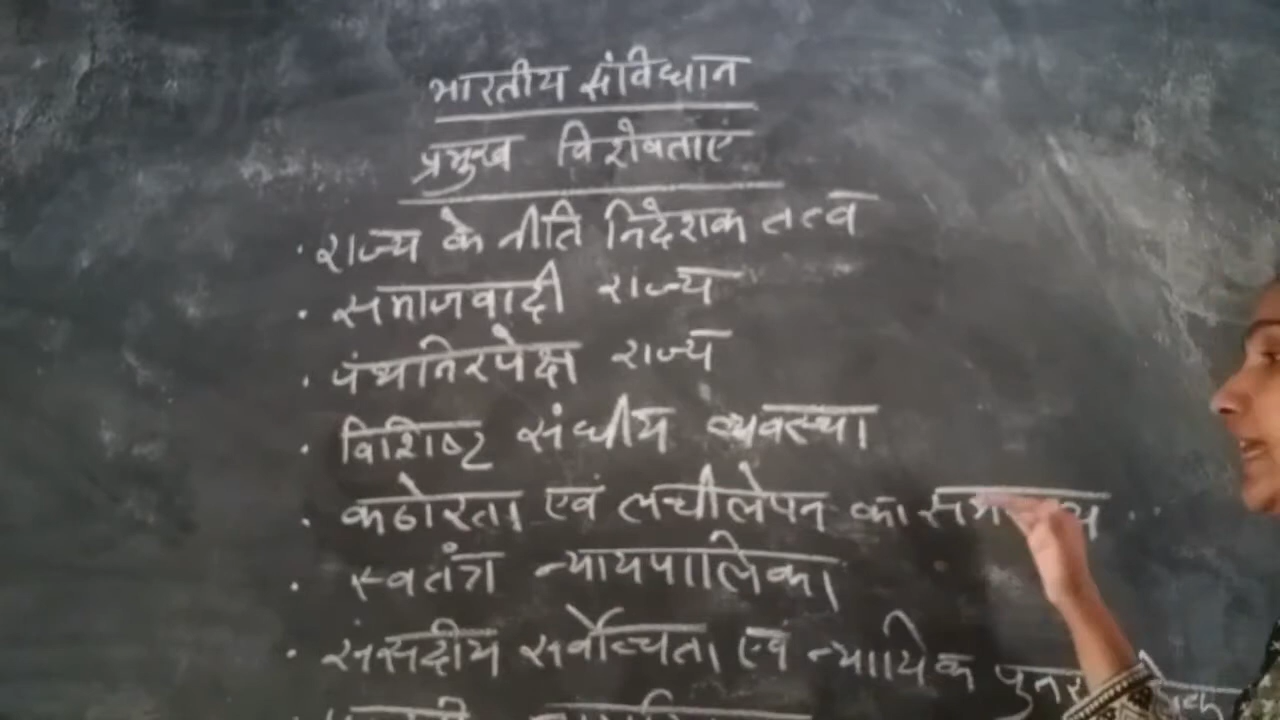 भारतीय संविधान
प्रमुख विशेषताएं
· राज्य के नीति निदेशक तत्व
· समाजवादी राज्य
· पंथनिरपेक्ष राज्य
· विशिष्ट संघीय व्यवस्था
· कठोरता एवं लचीलेपन का
· स्वतंत्र न्यायपालिका
· संसदीय सर्वोच्चता एवं न्यायिक